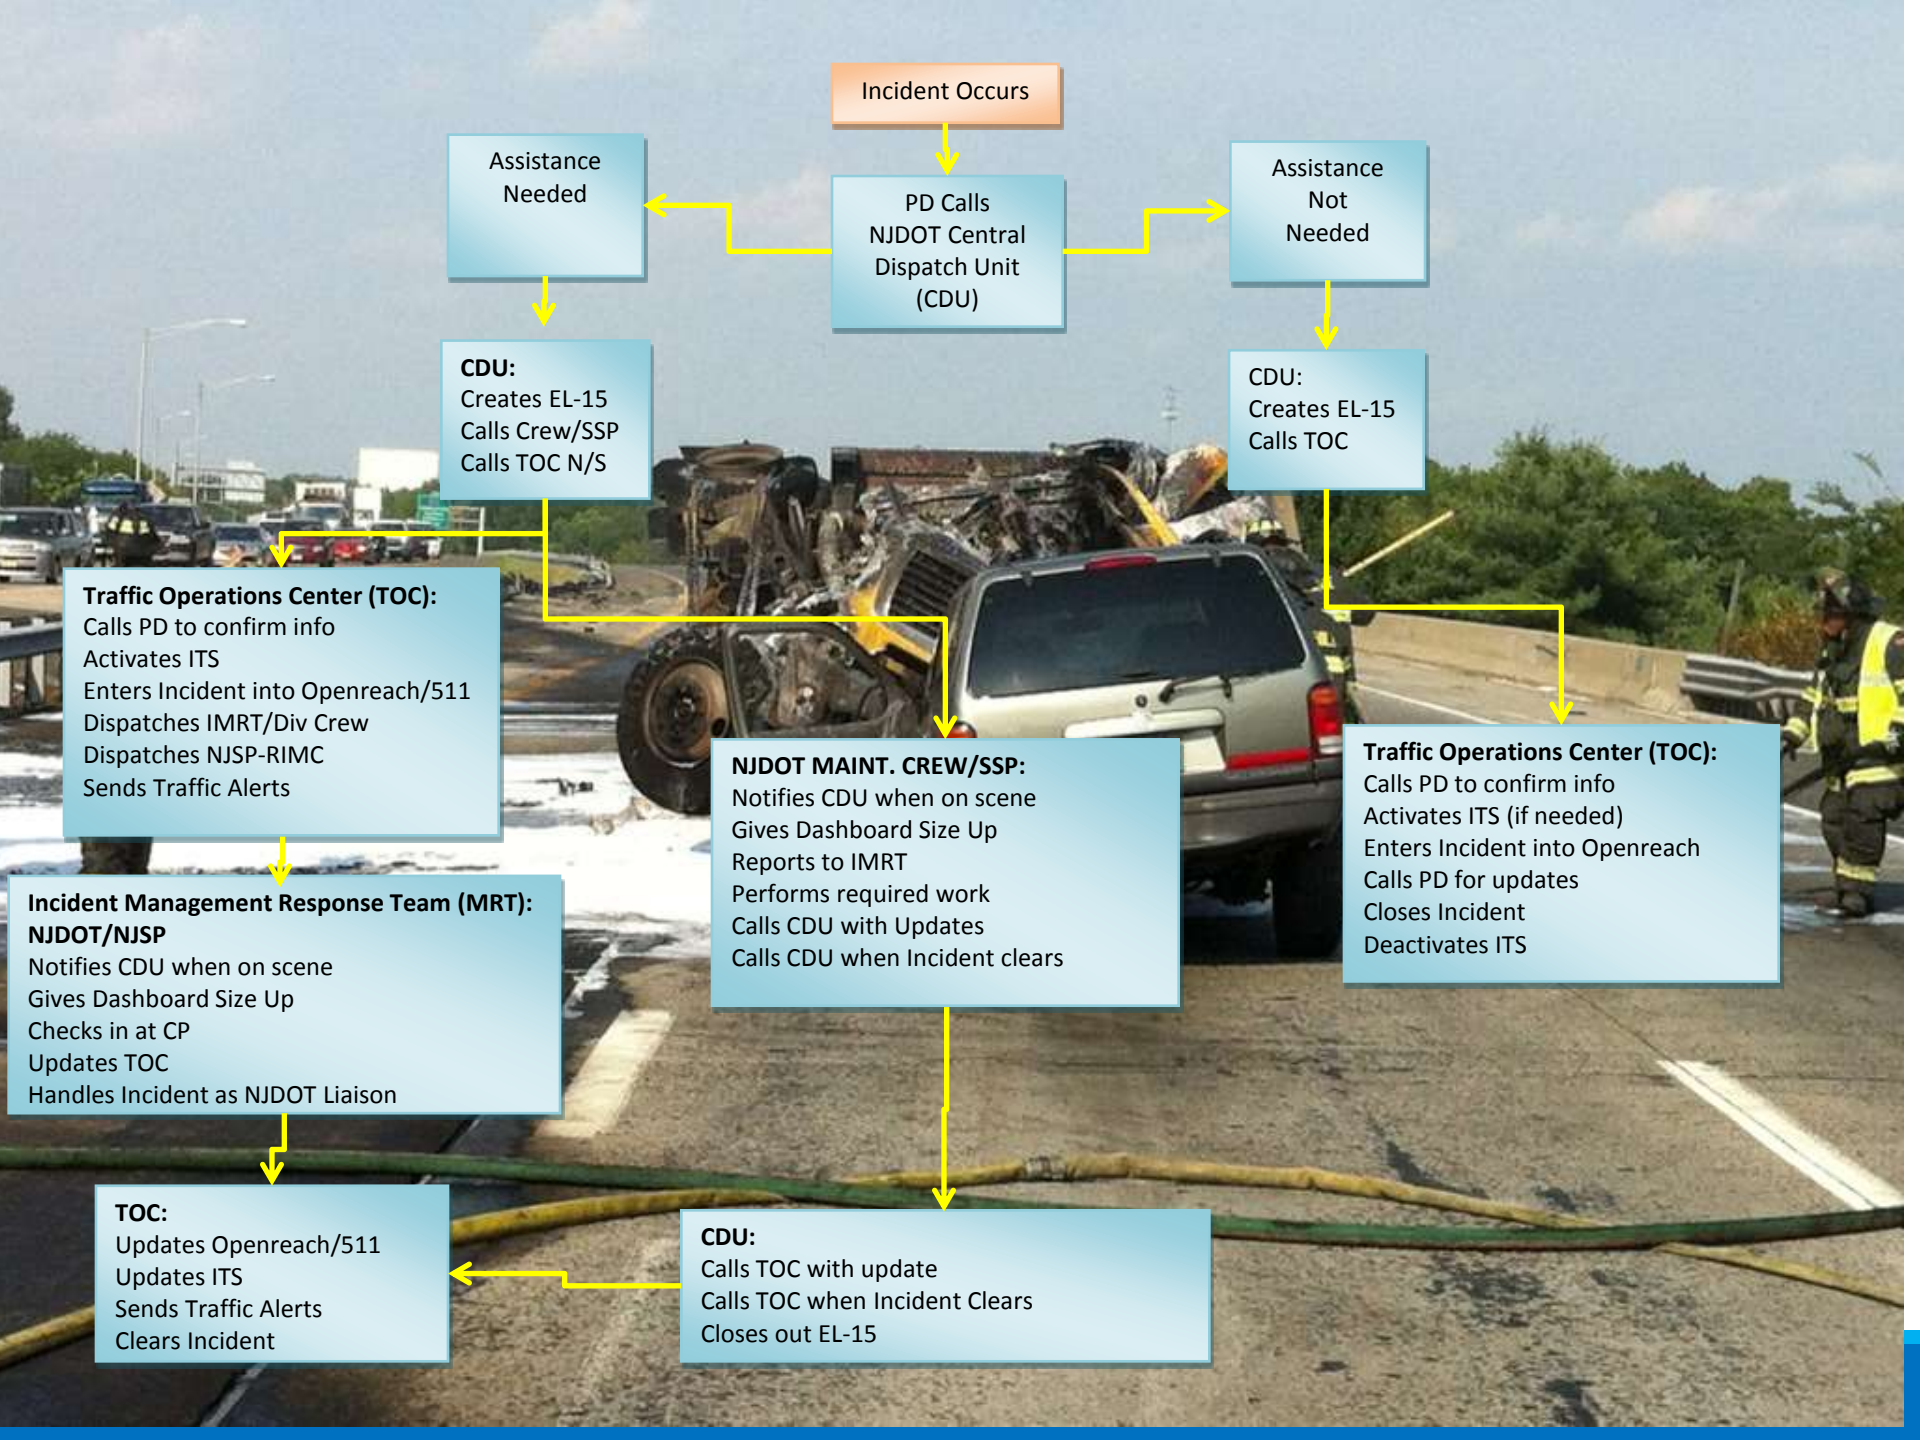 Incident Occurs
Assistance
Needed
PD Calls
NJDOT Central
Dispatch Unit
(CDU)
Assistance
Not
Needed
CDU:
Creates EL-15
Calls Crew/SSP
Calls TOC N/S
CDU:
Creates EL-15
Calls TOC
Traffic Operations Center (TOC):
Calls PD to confirm info
Activates ITS
Enters Incident into Openreach/511
Dispatches IMRT/Div Crew
Dispatches NJSP-RIMC
Sends Traffic Alerts
NJDOT MAINT. CREW/SSP:
Notifies CDU when on scene
Gives Dashboard Size Up
Reports to IMRT
Performs required work
Calls CDU with Updates
Calls CDU when Incident clears
Traffic Operations Center (TOC):
Calls PD to confirm info
Activates ITS (if needed)
Enters Incident into Openreach
Calls PD for updates
Closes Incident
Deactivates ITS
Incident Management Response Team (MRT):
NJDOT/NJSP
Notifies CDU when on scene
Gives Dashboard Size Up
Checks in at CP
Updates TOC
Handles Incident as NJDOT Liaison
TOC:
Updates Openreach/511
Updates ITS
Sends Traffic Alerts
Clears Incident
CDU:
Calls TOC with update
Calls TOC when Incident Clears
Closes out EL-15